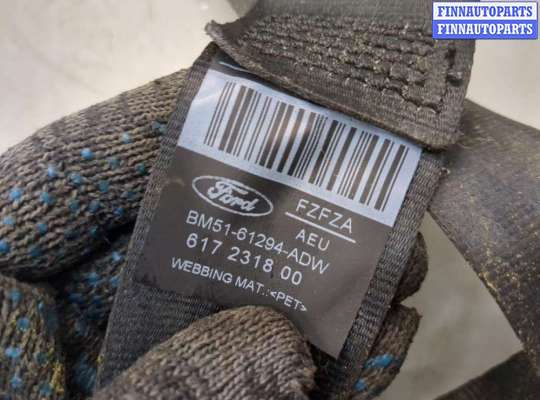 FINNAUTOPARTS
FINNAUTOPARTS
Ford
FZFZA
AEU
BM51-61294-ADW
617 2318 00
WEBBING MAT.:<PET>